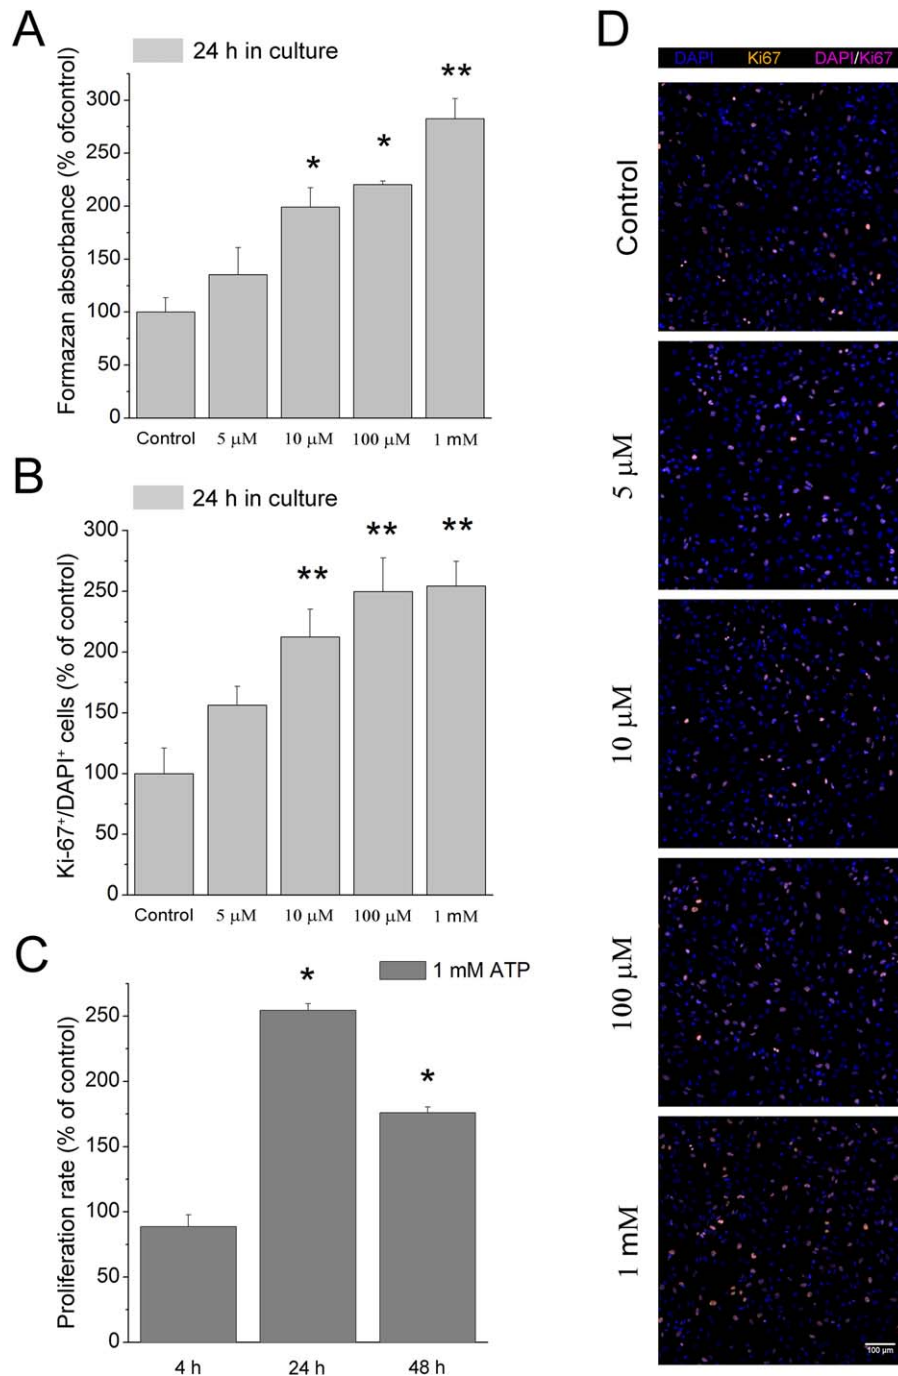 A
24 h in culture
Formazan absorbance (% ofcontrol)
300
250
200
150
100
50
0
*
*
**
Control 5 μM 10 μM 100 μM 1 mM
B
24 h in culture
Ki-67⁺/DAPI⁺ cells (% of control)
300
250
200
150
100
50
0
**
**
**
Control 5 μM 10 μM 100 μM 1 mM
C
1 mM ATP
Proliferation rate (% of control)
250
200
150
100
50
0
*
*
4 h 24 h 48 h
D
DAPI Ki67 DAPI/Ki67
Control
5 μM
10 μM
100 μM
1 mM
100 μm